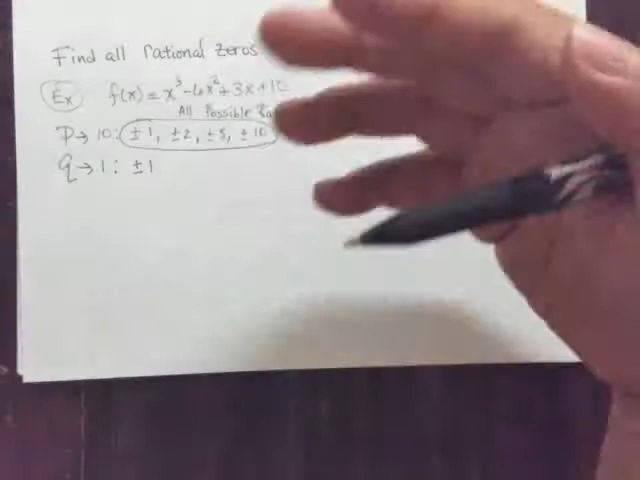 Find all rational zeros
Ex f(x) = x³ - 6x² + 3x + 10
All Possible
P → 10: ±1, ±2, ±5, ±10
q → 1: ±1